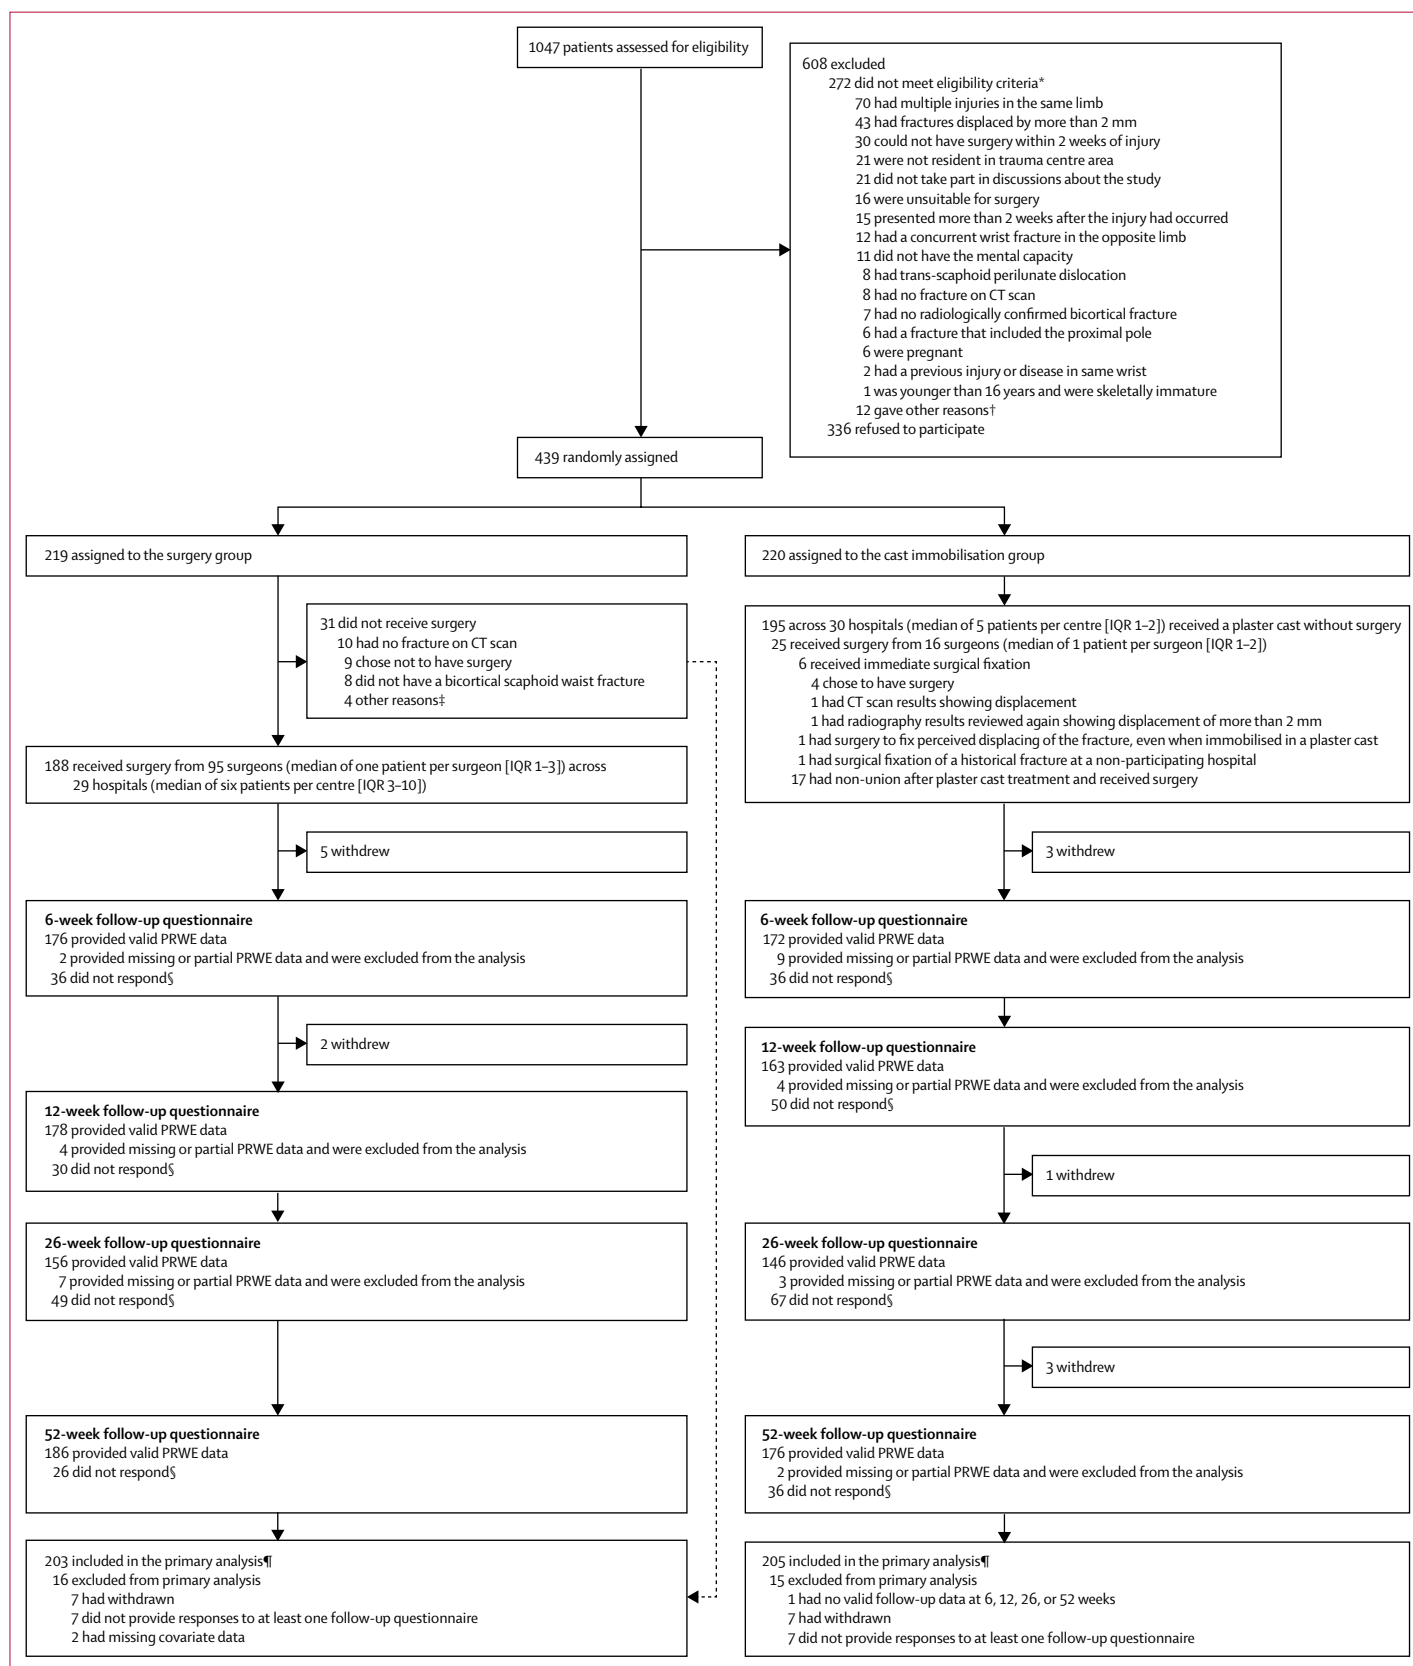 1047 patients assessed for eligibility
608 excluded
272 did not meet eligibility criteria*
70 had multiple injuries in the same limb
43 had fractures displaced by more than 2 mm
30 could not have surgery within 2 weeks of injury
21 were not resident in trauma centre area
21 did not take part in discussions about the study
16 were unsuitable for surgery
15 presented more than 2 weeks after the injury had occurred
12 had a concurrent wrist fracture in the opposite limb
11 did not have the mental capacity
8 had trans-scaphoid perilunate dislocation
8 had no fracture on CT scan
7 had no radiologically confirmed bicortical fracture
6 had a fracture that included the proximal pole
6 were pregnant
2 had a previous injury or disease in same wrist
1 was younger than 16 years and were skeletally immature
12 gave other reasons†
336 refused to participate
439 randomly assigned
219 assigned to the surgery group
31 did not receive surgery
10 had no fracture on CT scan
9 chose not to have surgery
8 did not have a bicortical scaphoid waist fracture
4 other reasons‡
188 received surgery from 95 surgeons (median of one patient per surgeon [IQR 1–3]) across
29 hospitals (median of six patients per centre [IQR 3–10])
5 withdrew
6-week follow-up questionnaire
176 provided valid PRWE data
2 provided missing or partial PRWE data and were excluded from the analysis
36 did not respond§
2 withdrew
12-week follow-up questionnaire
178 provided valid PRWE data
4 provided missing or partial PRWE data and were excluded from the analysis
30 did not respond§
26-week follow-up questionnaire
156 provided valid PRWE data
7 provided missing or partial PRWE data and were excluded from the analysis
49 did not respond§
52-week follow-up questionnaire
186 provided valid PRWE data
26 did not respond§
203 included in the primary analysis¶
16 excluded from primary analysis
7 had withdrawn
7 did not provide responses to at least one follow-up questionnaire
2 had missing covariate data
220 assigned to the cast immobilisation group
195 across 30 hospitals (median of 5 patients per centre [IQR 1–2]) received a plaster cast without surgery
25 received surgery from 16 surgeons (median of 1 patient per surgeon [IQR 1–2])
6 received immediate surgical fixation
4 chose to have surgery
1 had CT scan results showing displacement
1 had radiography results reviewed again showing displacement of more than 2 mm
1 had surgery to fix perceived displacing of the fracture, even when immobilised in a plaster cast
1 had surgical fixation of a historical fracture at a non-participating hospital
17 had non-union after plaster cast treatment and received surgery
3 withdrew
6-week follow-up questionnaire
172 provided valid PRWE data
9 provided missing or partial PRWE data and were excluded from the analysis
36 did not respond§
12-week follow-up questionnaire
163 provided valid PRWE data
4 provided missing or partial PRWE data and were excluded from the analysis
50 did not respond§
1 withdrew
26-week follow-up questionnaire
146 provided valid PRWE data
3 provided missing or partial PRWE data and were excluded from the analysis
67 did not respond§
3 withdrew
52-week follow-up questionnaire
176 provided valid PRWE data
2 provided missing or partial PRWE data and were excluded from the analysis
36 did not respond§
205 included in the primary analysis¶
15 excluded from primary analysis
1 had no valid follow-up data at 6, 12, 26, or 52 weeks
7 had withdrawn
7 did not provide responses to at least one follow-up questionnaire